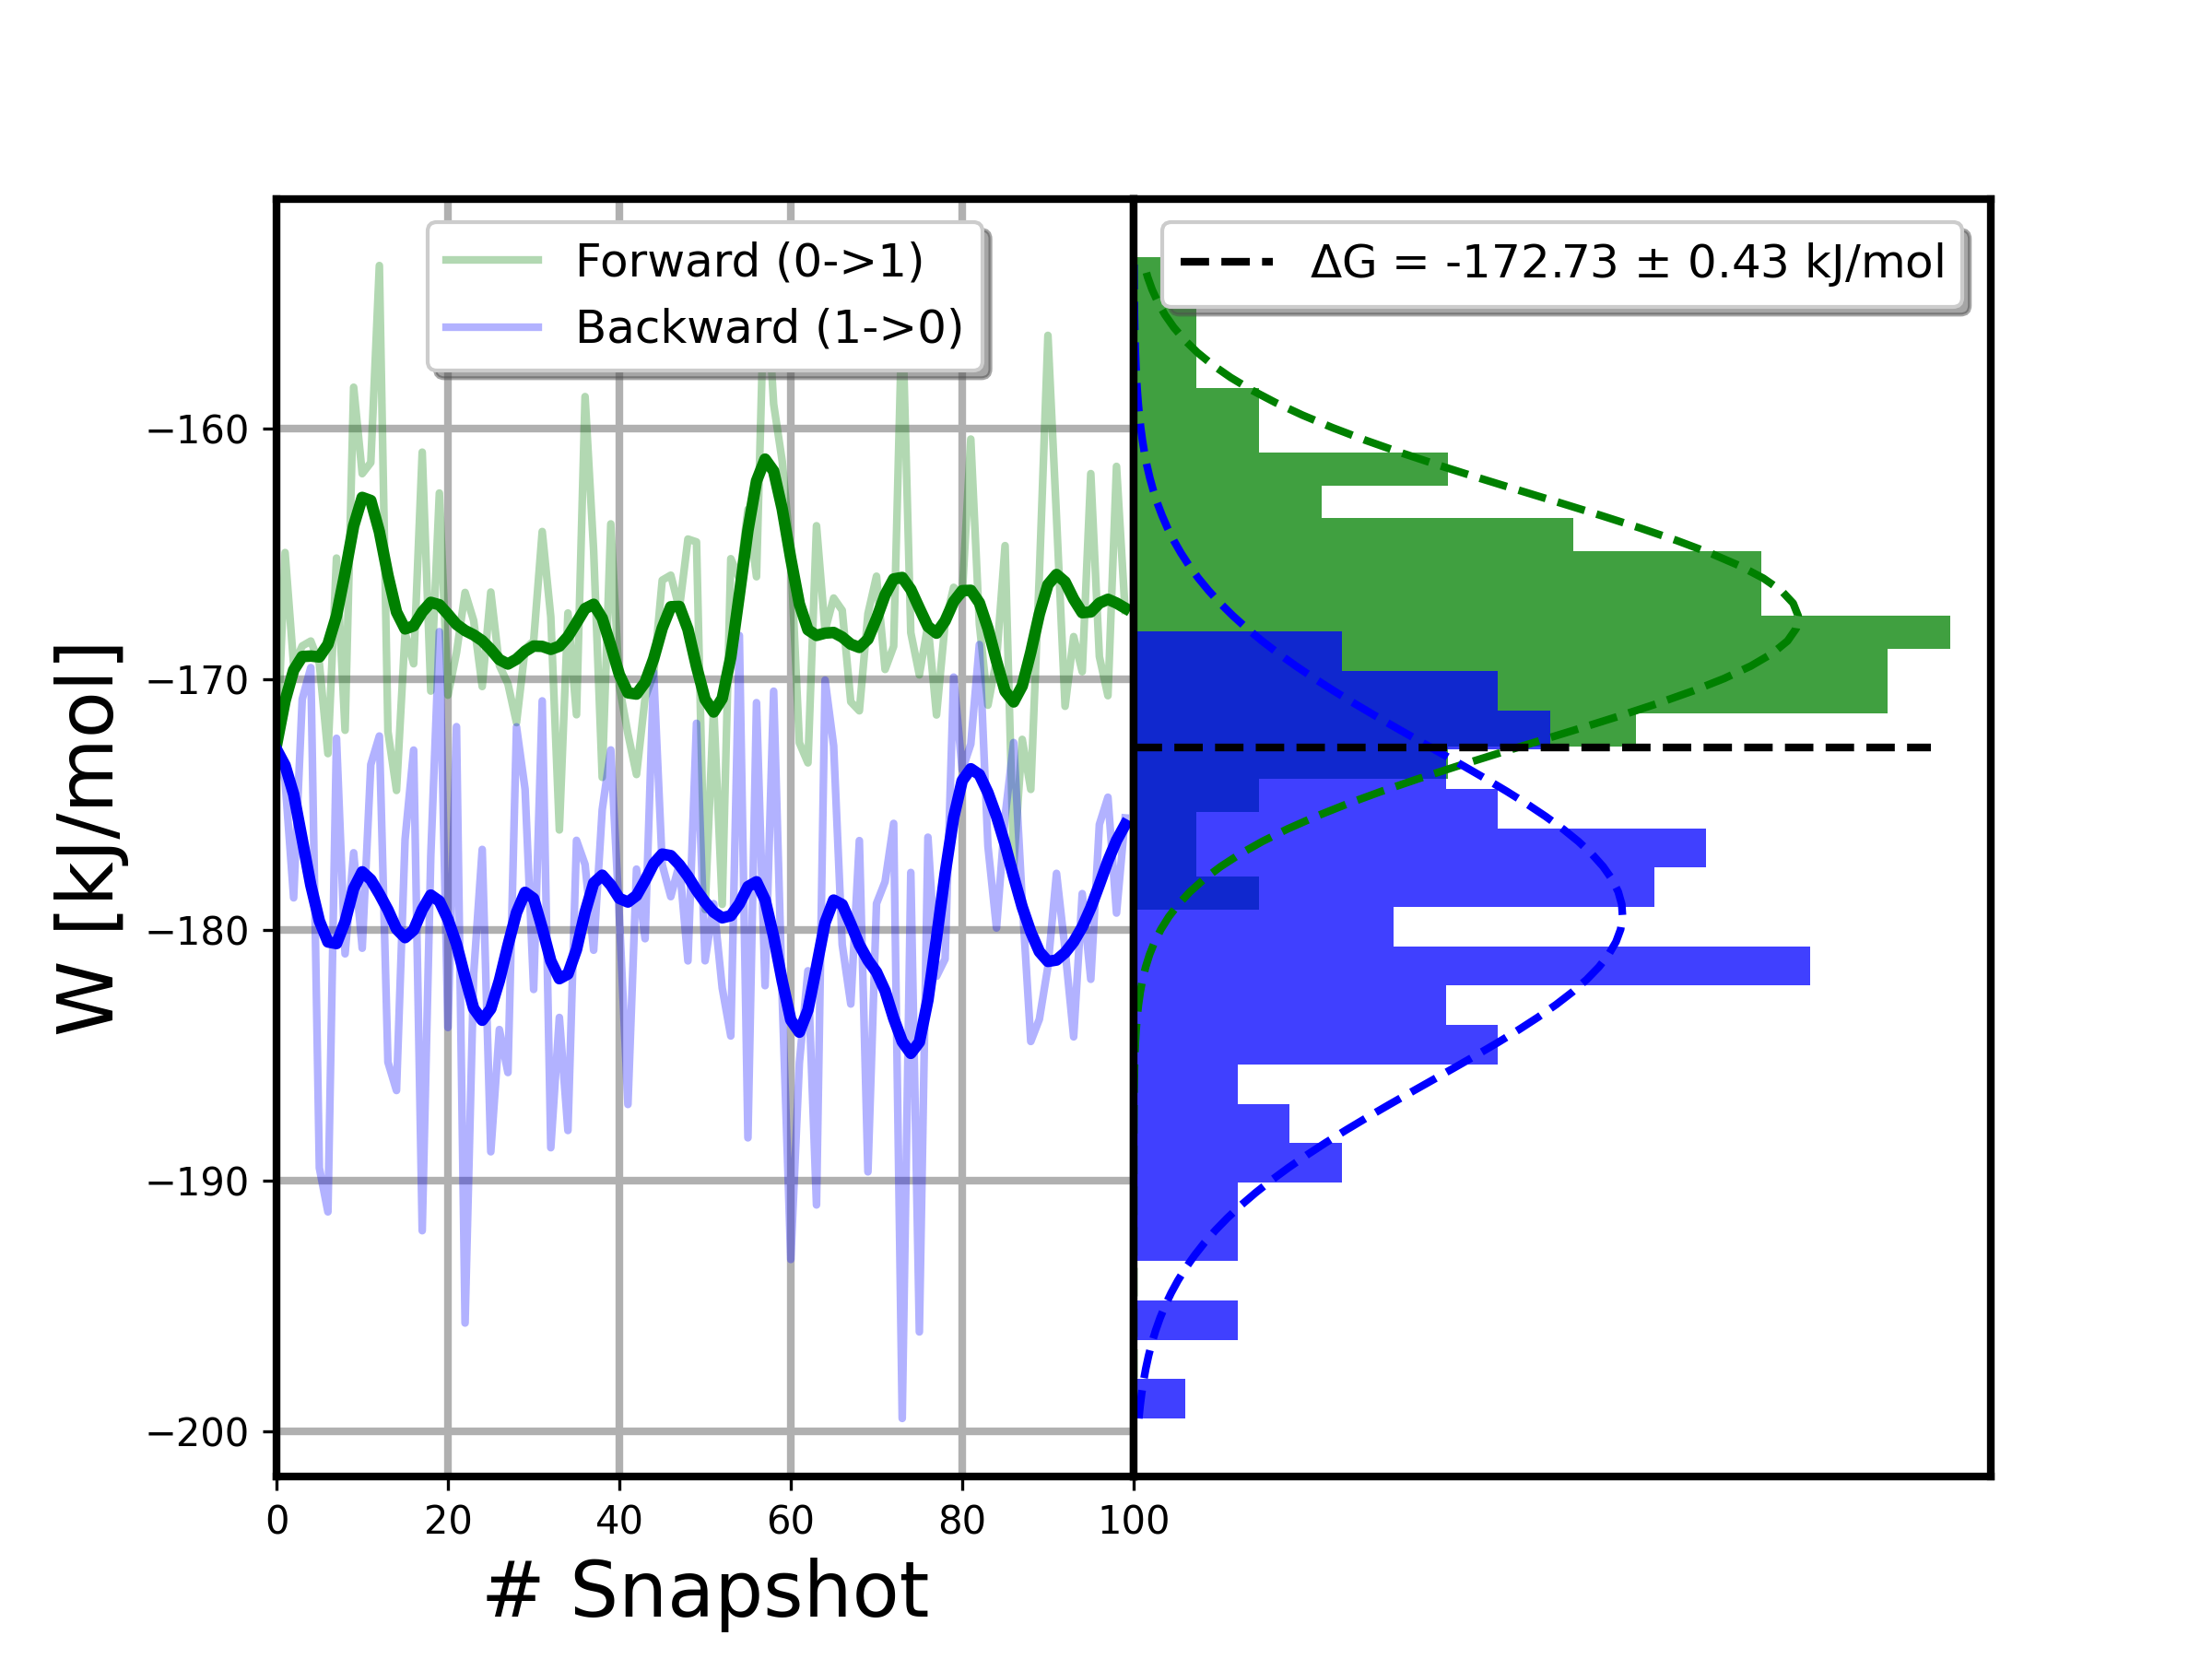 Forward (0->1)
Backward (1->0)
ΔG = -172.73 ± 0.43 kJ/mol
W [kJ/mol]
−160
−170
−180
−190
−200
0 20 40 60 80 100
# Snapshot